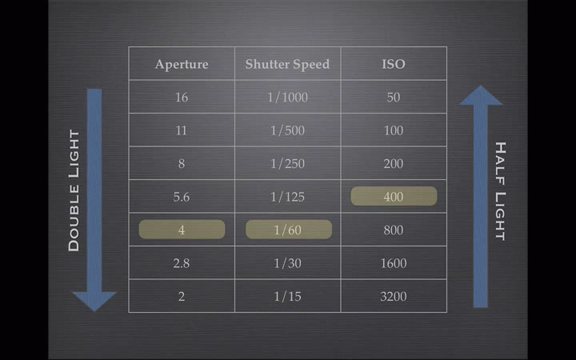 Aperture Shutter Speed ISO
16 1/1000 50
11 1/500 100
8 1/250 200
5.6 1/125 400
4 1/60 800
2.8 1/30 1600
2 1/15 3200
Double Light
Half Light